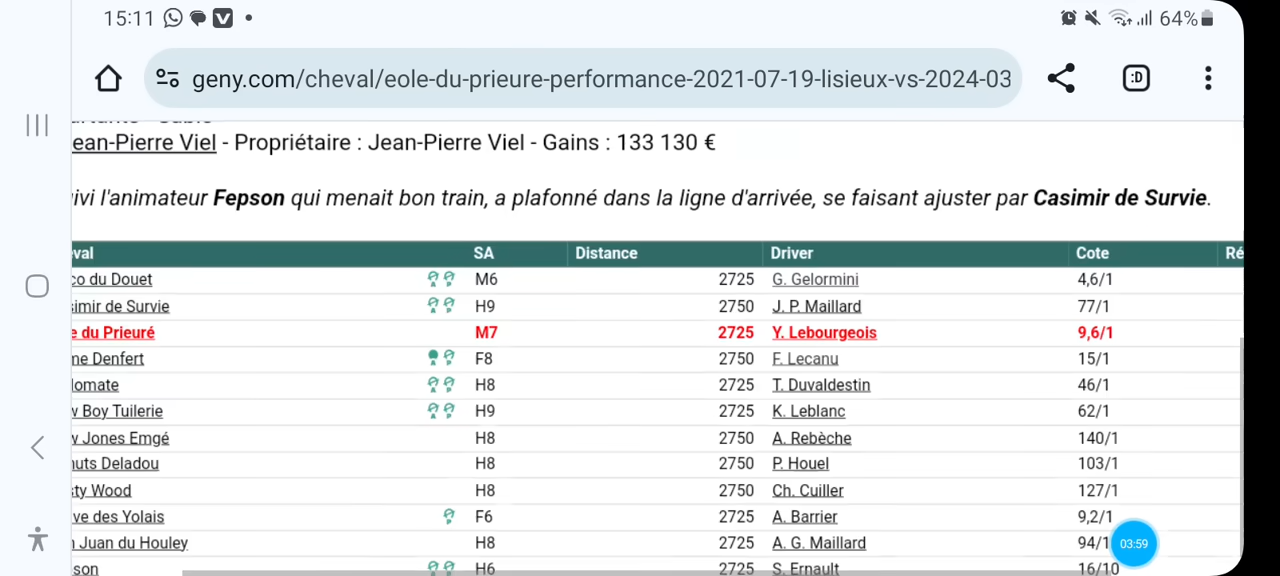 15:11 64%
geny.com/cheval/eole-du-prieure-performance-2021-07-19-lisieux-vs-2024-03
:D
ean-Pierre Viel - Propriétaire : Jean-Pierre Viel - Gains : 133 130 €
ivi l'animateur Fepson qui menait bon train, a plafonné dans la ligne d'arrivée, se faisant ajuster par Casimir de Survie.
val SA Distance Driver Cote Ré
co du Douet M6 2725 G. Gelormini 4,6/1
simir de Survie H9 2750 J. P. Maillard 77/1
e du Prieuré M7 2725 Y. Lebourgeois 9,6/1
ne Denfert F8 2750 F. Lecanu 15/1
lomate H8 2725 T. Duvaldestin 46/1
v Boy Tuilerie H9 2725 K. Leblanc 62/1
v Jones Emgé H8 2750 A. Rebèche 140/1
uts Deladou H8 2750 P. Houel 103/1
ty Wood H8 2750 Ch. Cuiller 127/1
ve des Yolais F6 2725 A. Barrier 9,2/1
n Juan du Houley H8 2725 A. G. Maillard 94/1
son H6 2725 S. Ernault 16/10
03:59